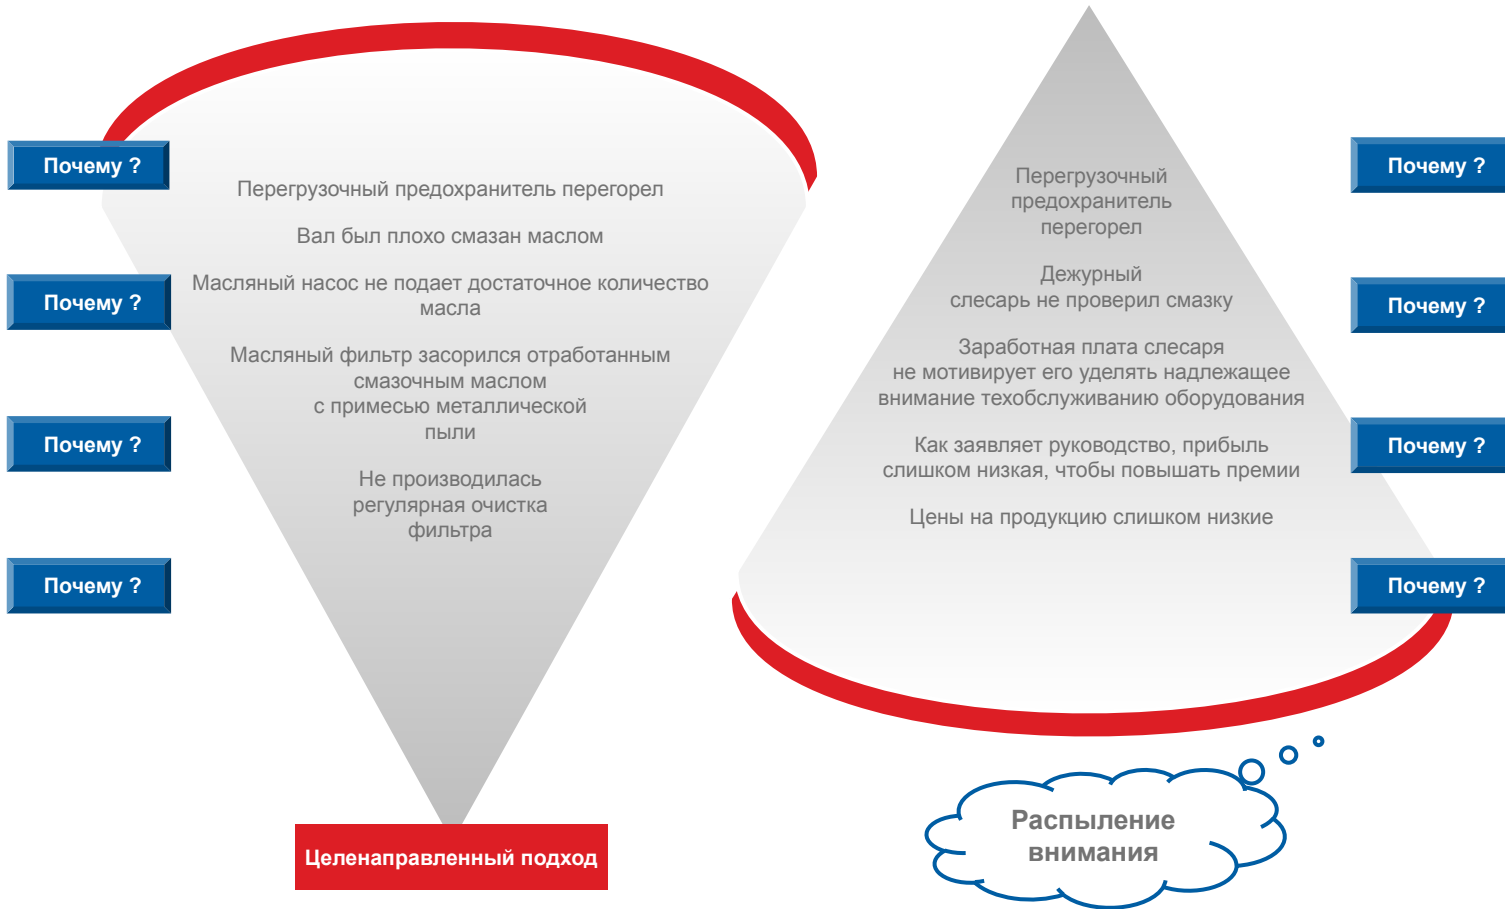 Почему ?
Перегрузочный предохранитель перегорел
Вал был плохо смазан маслом
Почему ?
Масляный насос не подает достаточное количество
масла
Масляный фильтр засорился отработанным
смазочным маслом
с примесью металлической
пыли
Почему ?
Не производилась
регулярная очистка
фильтра
Почему ?
Целенаправленный подход
Почему ?
Перегрузочный
предохранитель
перегорел
Дежурный
слесарь не проверил смазку
Почему ?
Заработная плата слесаря
не мотивирует его уделять надлежащее
внимание техобслуживанию оборудования
Как заявляет руководство, прибыль
слишком низкая, чтобы повышать премии
Почему ?
Цены на продукцию слишком низкие
Почему ?
Распыление
внимания